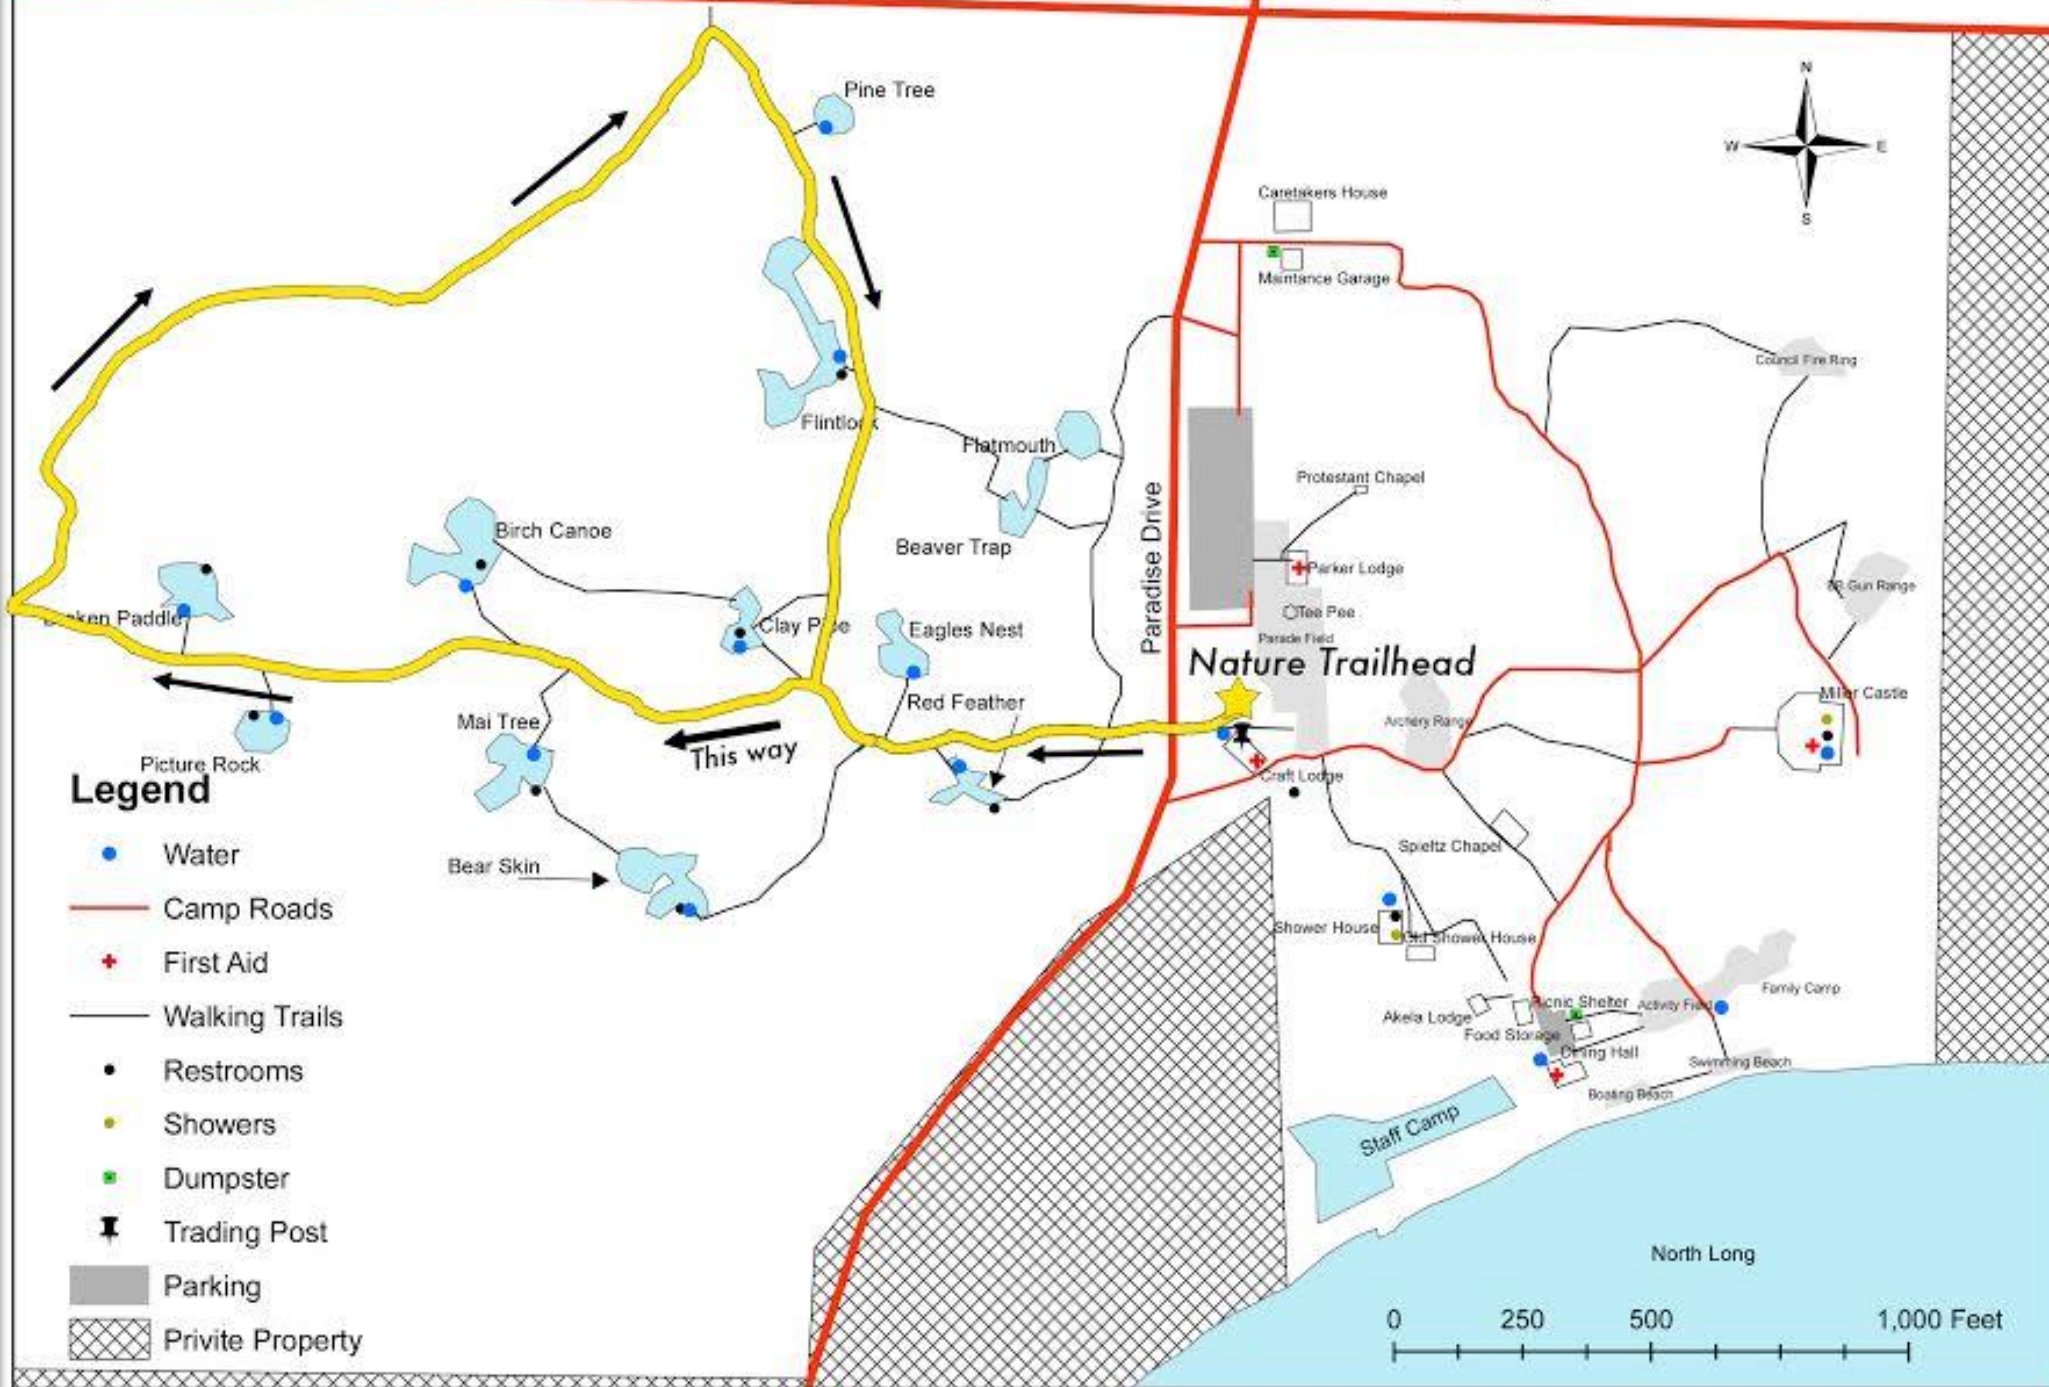 Pine Tree
N
W
E
S
Caretakers House
Maintance Garage
Council Fire Ring
Flintlock
Flatmouth
Protestant Chapel
Paradise Drive
Birch Canoe
Beaver Trap
Parker Lodge
Gun Range
Tee Pee
Paddle
Clay
Eagles Nest
Parade Field
Nature Trailhead
Red Feather
Miller Castle
Mai Tree
Archery Range
This way
Picture Rock
Craft Lodge
Legend
Water
Camp Roads
First Aid
Walking Trails
Restrooms
Showers
Dumpster
Trading Post
Parking
Privite Property
Bear Skin
Spieltz Chapel
Shower House
Old Shower House
Family Camp
Picnic Shelter
Activity Field
Akela Lodge
Food Storage
Dining Hall
Swimming Beach
Boating Beach
Staff Camp
North Long
0 250 500 1,000 Feet